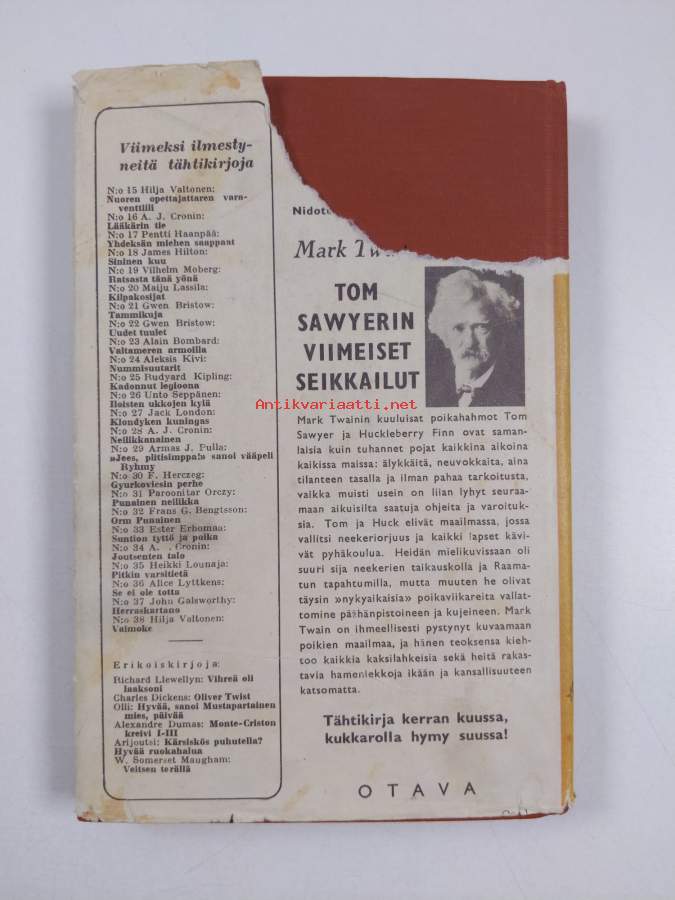 Viimeksi ilmesty-
neitä tähtikirjoja
N:o 15 Hilja Valtonen:
Nuoren opettajattaren vara-
venttiili
N:o 16 A. J. Cronin:
Lääkärin tie
N:o 17 Pentti Haanpää:
Yhdeksän miehen saappaat
N:o 18 James Hilton:
Sininen kuu
N:o 19 Vilhelm Moberg:
Ratsasta tänä yönä
N:o 20 Maiju Lassila:
Kilpakosijat
N:o 21 Gwen Bristow:
Tammikuja
N:o 22 Gwen Bristow:
Uudet tuulet
N:o 23 Alain Bombard:
Valtameren armoilla
N:o 24 Aleksis Kivi:
Nummisuutarit
N:o 25 Rudyard Kipling:
Kadonnut legioona
N:o 26 Unto Seppänen:
Iloisten ukkojen kylä
N:o 27 Jack London:
Klondyken kuningas
N:o 28 A. J. Cronin:
Neilikkanainen
N:o 29 Armas J. Pulla:
»Jees, plitisimppa!» sanoi vääpeli
Ryhmy
N:o 30 F. Herczeg:
Gyurkovicsin perhe
N:o 31 Paroonitar Orczy:
Punainen neilikka
N:o 32 Frans G. Bengtsson:
Orm Punainen
N:o 33 Ester Erhomaa:
Suntion tyttö ja poika
N:o 34 A. . Cronin:
Joutsenten talo
N:o 35 Heikki Lounaja:
Pitkin varsitietä
N:o 36 Alice Lyttkens:
Se ei ole totta
N:o 37 John Galsworthy:
Herraskartano
N:o 38 Hilja Valtonen:
Vaimoke
Erikoiskirjoja:
Richard Llewellyn: Vihreä oli
laaksoni
Charles Dickens: Oliver Twist
Olli: Hyvää, sanoi Mustapartainen
mies, päivää
Alexandre Dumas: Monte-Criston
kreivi I-III
Arijoutsi: Kärsiskös puhutella?
Hyvää ruokahalua
W. Somerset Maugham:
Veitsen terällä
Mark
TOM
SAWYERIN
VIIMEISET
SEIKKAILUT
Antikvariaatti.net
Mark Twainin kuuluisat poikahahmot Tom
Sawyer ja Huckleberry Finn ovat saman-
laisia kuin tuhannet pojat kaikkina aikoina
kaikissa maissa: älykkäitä, neuvokkaita, aina
tilanteen tasalla ja ilman pahaa tarkoitusta,
vaikka muisti usein on liian lyhyt seuraa-
maan aikuisilta saatuja ohjeita ja varoituk-
sia. Tom ja Huck elivät maailmassa, jossa
vallitsi neekeriorjuus ja kaikki lapset kävi-
vät pyhäkoulua. Heidän mielikuvissaan oli
suuri sija neekerien taikauskolla ja Raama-
tun tapahtumilla, mutta muuten he olivat
täysin »nykyaikaisia» poikaviikareita vallat-
tomine päähänpistoineen ja kujeineen. Mark
Twain on ihmeellisesti pystynyt kuvaamaan
poikien maailmaa, ja hänen teoksensa kieh-
too kaikkia kaksilahkeisia sekä heitä rakas-
tavia hameniekkoja ikään ja kansallisuuteen
katsomatta.
Tähtikirja kerran kuussa,
kukkarolla hymy suussa!
OTAVA